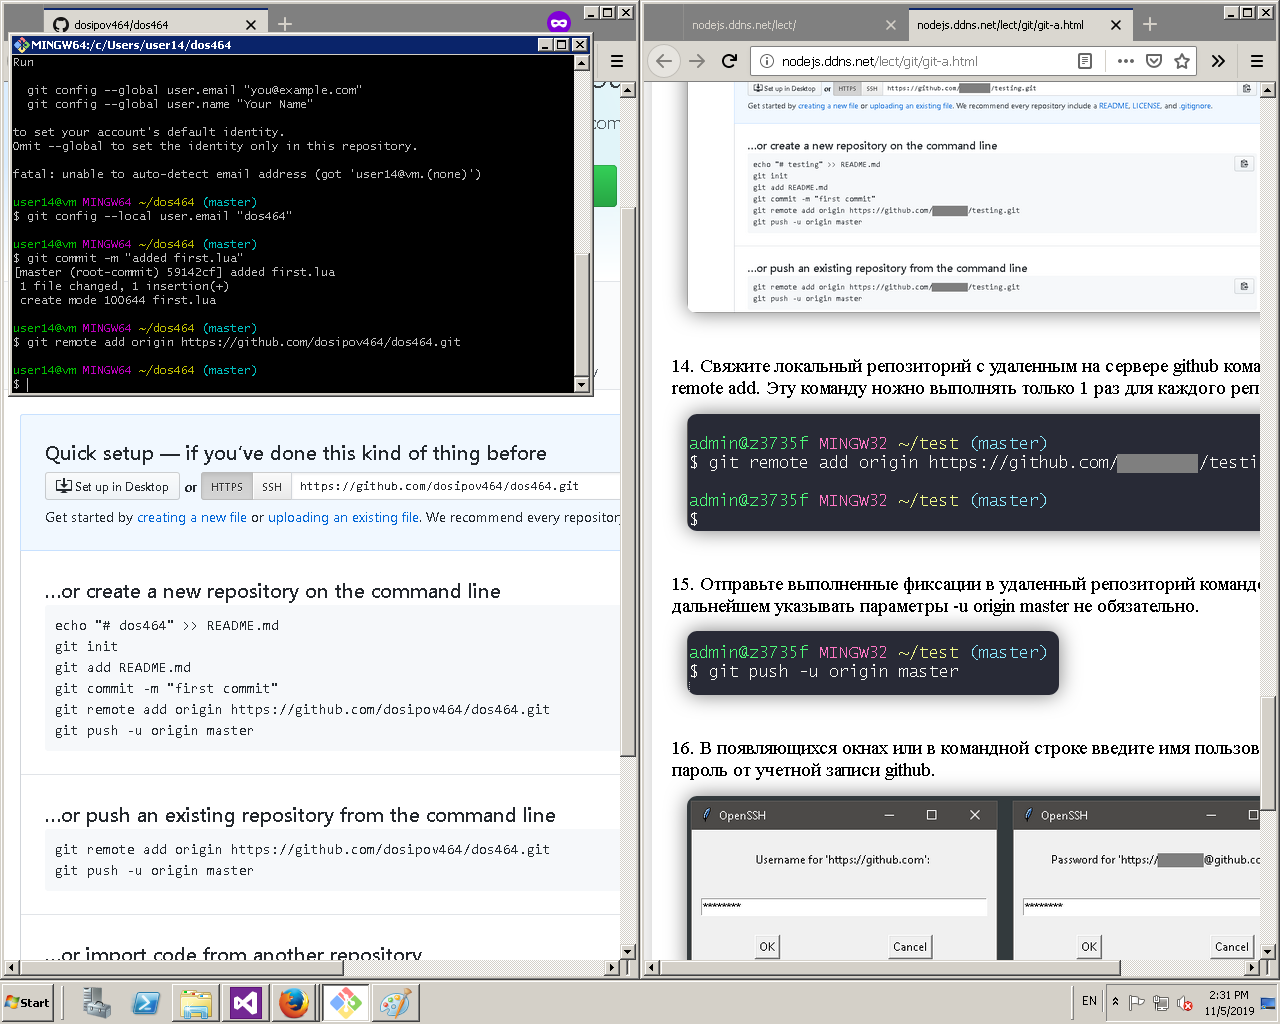 dosipov464/dos464
MINGW64:/c/Users/user14/dos464
Run
git config --global user.email "you@example.com"
git config --global user.name "Your Name"
to set your account's default identity.
Omit --global to set the identity only in this repository.
fatal: unable to auto-detect email address (got 'user14@vm.(none)')
user14@vm MINGW64 ~/dos464 (master)
$ git config --local user.email "dos464"
user14@vm MINGW64 ~/dos464 (master)
$ git commit -m "added first.lua"
[master (root-commit) 59142cf] added first.lua
1 file changed, 1 insertion(+)
create mode 100644 first.lua
user14@vm MINGW64 ~/dos464 (master)
$ git remote add origin https://github.com/dosipov464/dos464.git
user14@vm MINGW64 ~/dos464 (master)
$
Quick setup — if you've done this kind of thing before
Set up in Desktop or HTTPS SSH https://github.com/dosipov464/dos464.git
Get started by creating a new file or uploading an existing file. We recommend every repository
...or create a new repository on the command line
echo "# dos464" >> README.md
git init
git add README.md
git commit -m "first commit"
git remote add origin https://github.com/dosipov464/dos464.git
git push -u origin master
...or push an existing repository from the command line
git remote add origin https://github.com/dosipov464/dos464.git
git push -u origin master
...or import code from another repository
nodejs.ddns.net/lect/
nodejs.ddns.net/lect/git/git-a.html
nodejs.ddns.net/lect/git/git-a.html
Set up in Desktop or HTTPS SSH https://github.com/ /testing.git
Get started by creating a new file or uploading an existing file. We recommend every repository include a README, LICENSE, and .gitignore.
...or create a new repository on the command line
echo "# testing" >> README.md
git init
git add README.md
git commit -m "first commit"
git remote add origin https://github.com/ /testing.git
git push -u origin master
...or push an existing repository from the command line
git remote add origin https://github.com/ /testing.git
git push -u origin master
14. Свяжите локальный репозиторий с удаленным на сервере github кома
remote add. Эту команду нужно выполнять только 1 раз для каждого реп
admin@z3735f MINGW32 ~/test (master)
$ git remote add origin https://github.com/ /testi
admin@z3735f MINGW32 ~/test (master)
$
15. Отправьте выполненные фиксации в удаленный репозиторий команд
дальнейшем указывать параметры -u origin master не обязательно.
admin@z3735f MINGW32 ~/test (master)
$ git push -u origin master
16. В появляющихся окнах или в командной строке введите имя пользов
пароль от учетной записи github.
OpenSSH
Username for 'https://github.com':
********
OK Cancel
OpenSSH
Password for 'https:// @github.co
********
OK Cancel
Start
EN
2:31 PM
11/5/2019